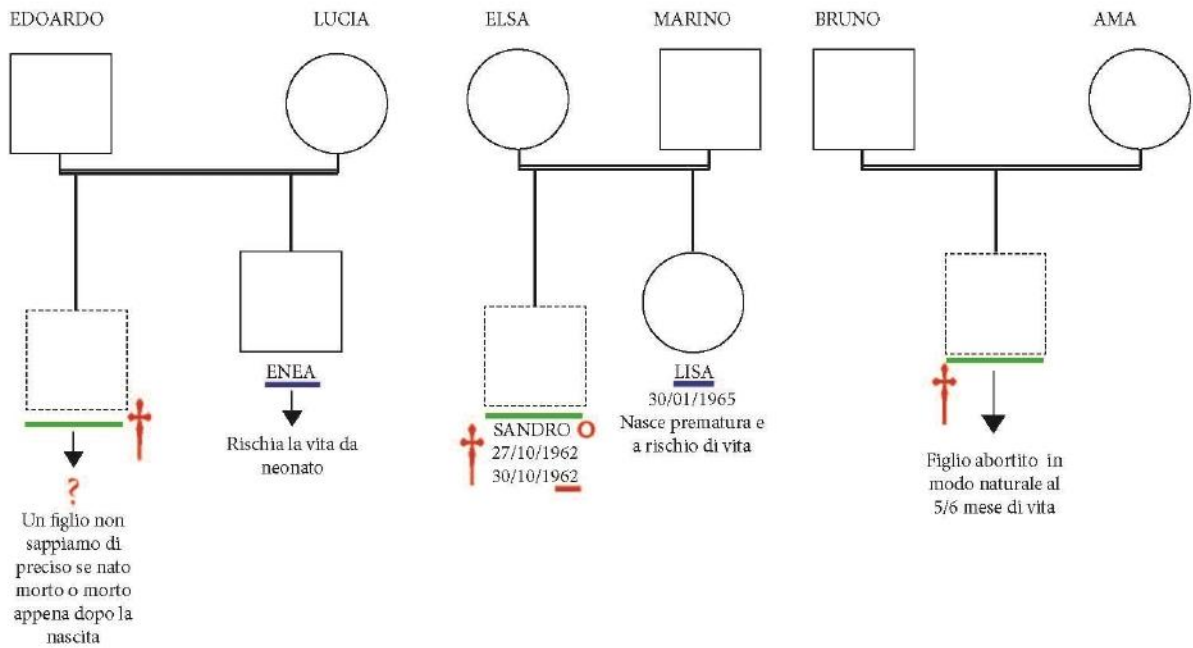 EDOARDO
LUCIA
ELSA
MARINO
BRUNO
AMA
ENEA
Rischia la vita da
neonato
?
Un figlio non
sappiamo di
preciso se nato
morto o morto
appena dopo la
nascita
SANDRO O
27/10/1962
30/10/1962
LISA
30/01/1965
Nasce prematura e
a rischio di vita
Figlio abortito in
modo naturale al
5/6 mese di vita